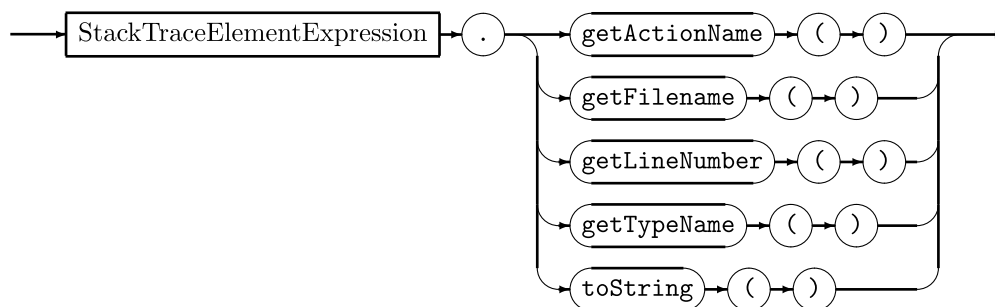 StackTraceElementExpression . getActionName ( )
getFilename ( )
getLineNumber ( )
getTypeName ( )
toString ( )